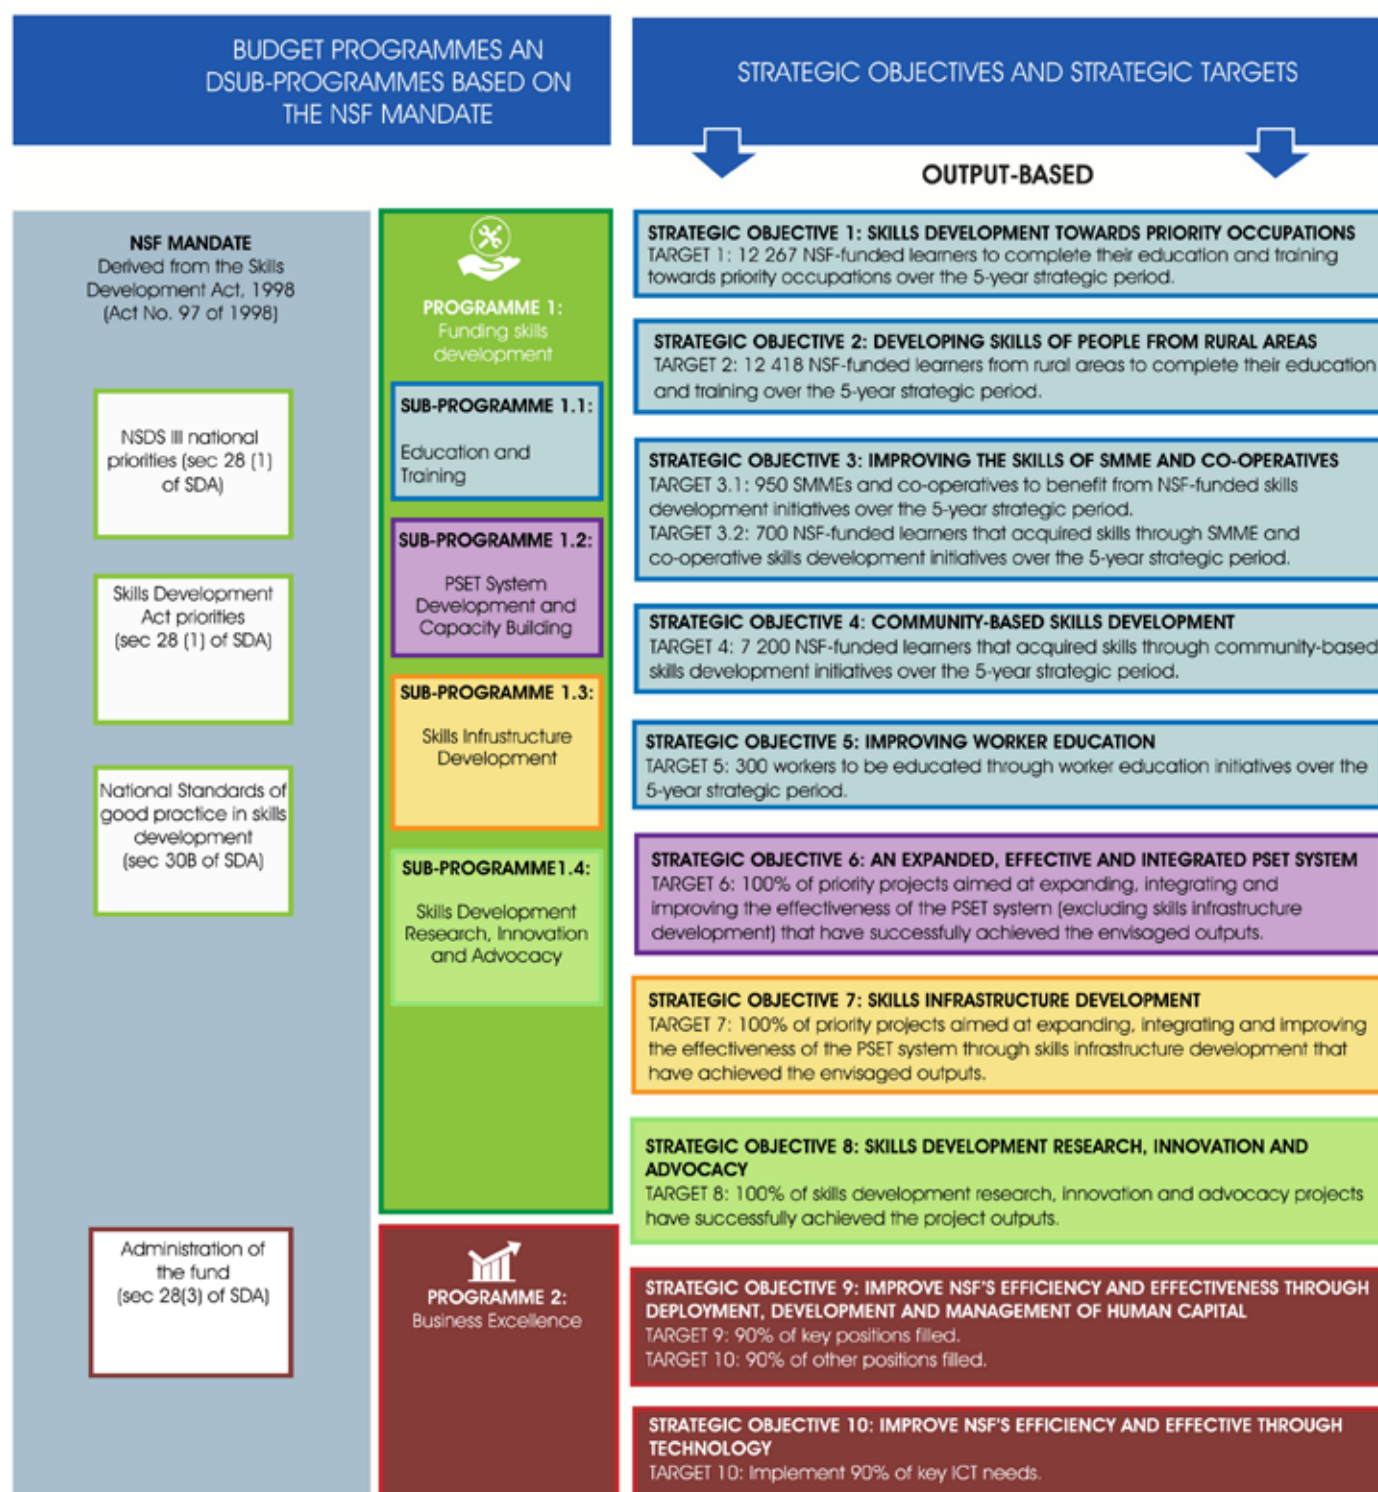 BUDGET PROGRAMMES AN
DSUB-PROGRAMMES BASED ON
THE NSF MANDATE
STRATEGIC OBJECTIVES AND STRATEGIC TARGETS
OUTPUT-BASED
NSF MANDATE
Derived from the Skills
Development Act, 1998
(Act No. 97 of 1998)
NSDS III national
priorities (sec 28 (1)
of SDA)
Skills Development
Act priorities
(sec 28 (1) of SDA)
National Standards of
good practice in skills
development
(sec 30B of SDA)
Administration of
the fund
(sec 28(3) of SDA)
PROGRAMME 1:
Funding skills
development
SUB-PROGRAMME 1.1:
Education and
Training
SUB-PROGRAMME 1.2:
PSET System
Development and
Capacity Building
SUB-PROGRAMME 1.3:
Skills Infrustructure
Development
SUB-PROGRAMME1.4:
Skills Development
Research, Innovation
and Advocacy
PROGRAMME 2:
Business Excellence
STRATEGIC OBJECTIVE 1: SKILLS DEVELOPMENT TOWARDS PRIORITY OCCUPATIONS
TARGET 1: 12 267 NSF-funded learners to complete their education and training
towards priority occupations over the 5-year strategic period.
STRATEGIC OBJECTIVE 2: DEVELOPING SKILLS OF PEOPLE FROM RURAL AREAS
TARGET 2: 12 418 NSF-funded learners from rural areas to complete their education
and training over the 5-year strategic period.
STRATEGIC OBJECTIVE 3: IMPROVING THE SKILLS OF SMME AND CO-OPERATIVES
TARGET 3.1: 950 SMMEs and co-operatives to benefit from NSF-funded skills
development initiatives over the 5-year strategic period.
TARGET 3.2: 700 NSF-funded learners that acquired skills through SMME and
co-operative skills development initiatives over the 5-year strategic period.
STRATEGIC OBJECTIVE 4: COMMUNITY-BASED SKILLS DEVELOPMENT
TARGET 4: 7 200 NSF-funded learners that acquired skills through community-based
skills development initiatives over the 5-year strategic period.
STRATEGIC OBJECTIVE 5: IMPROVING WORKER EDUCATION
TARGET 5: 300 workers to be educated through worker education initiatives over the
5-year strategic period.
STRATEGIC OBJECTIVE 6: AN EXPANDED, EFFECTIVE AND INTEGRATED PSET SYSTEM
TARGET 6: 100% of priority projects aimed at expanding, integrating and
improving the effectiveness of the PSET system (excluding skills infrastructure
development) that have successfully achieved the envisaged outputs.
STRATEGIC OBJECTIVE 7: SKILLS INFRASTRUCTURE DEVELOPMENT
TARGET 7: 100% of priority projects aimed at expanding, integrating and improving
the effectiveness of the PSET system through skills infrastructure development that
have achieved the envisaged outputs.
STRATEGIC OBJECTIVE 8: SKILLS DEVELOPMENT RESEARCH, INNOVATION AND
ADVOCACY
TARGET 8: 100% of skills development research, innovation and advocacy projects
have successfully achieved the project outputs.
STRATEGIC OBJECTIVE 9: IMPROVE NSF'S EFFICIENCY AND EFFECTIVENESS THROUGH
DEPLOYMENT, DEVELOPMENT AND MANAGEMENT OF HUMAN CAPITAL
TARGET 9: 90% of key positions filled.
TARGET 10: 90% of other positions filled.
STRATEGIC OBJECTIVE 10: IMPROVE NSF'S EFFICIENCY AND EFFECTIVE THROUGH
TECHNOLOGY
TARGET 10: Implement 90% of key ICT needs.